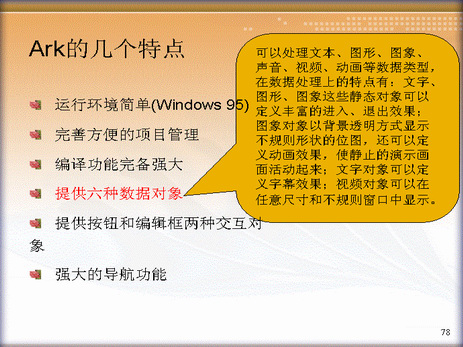 Ark的几个特点
运行环境简单(Windows 95)
完善方便的项目管理
编译功能完备强大
提供六种数据对象
提供按钮和编辑框两种交互对
象
强大的导航功能
可以处理文本、图形、图象、
声音、视频、动画等数据类型,
在数据处理上的特点有：文字、
图形、图象这些静态对象可以
定义丰富的进入、退出效果；
图象对象以背景透明方式显示
不规则形状的位图，还可以定
义动画效果，使静止的演示画
面活动起来；文字对象可以定
义字幕效果；视频对象可以在
任意尺寸和不规则窗口中显示。
78